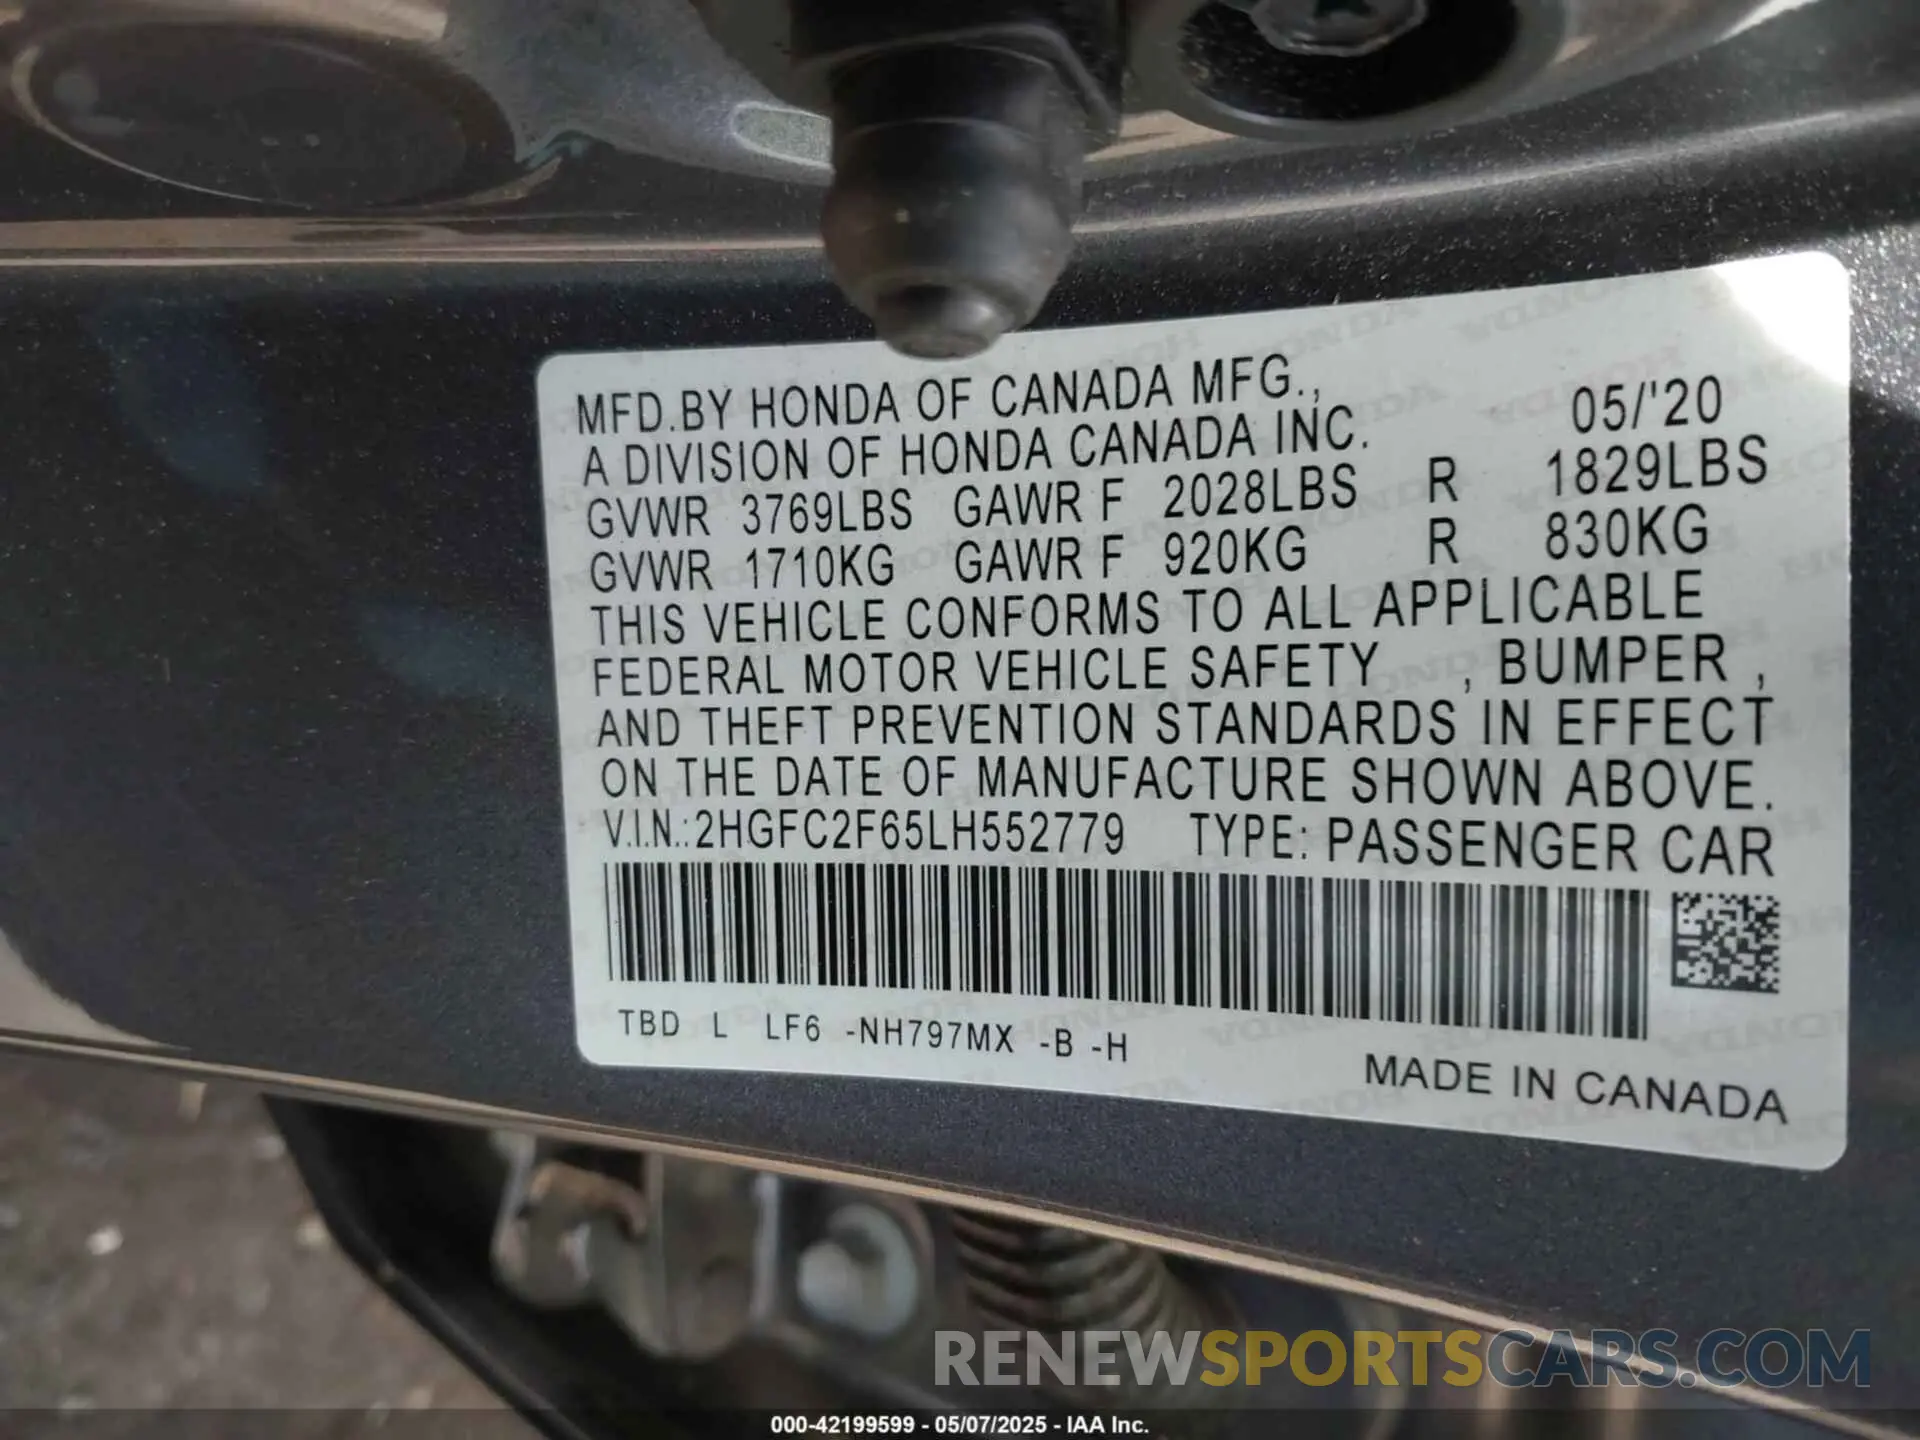 MFD.BY HONDA OF CANADA MFG.,
A DIVISION OF HONDA CANADA INC. 05/'20
GVWR 3769LBS GAWR F 2028LBS R 1829LBS
GVWR 1710KG GAWR F 920KG R 830KG
THIS VEHICLE CONFORMS TO ALL APPLICABLE
FEDERAL MOTOR VEHICLE SAFETY , BUMPER ,
AND THEFT PREVENTION STANDARDS IN EFFECT
ON THE DATE OF MANUFACTURE SHOWN ABOVE.
V.I.N.:2HGFC2F65LH552779 TYPE: PASSENGER CAR
TBD L LF6 -NH797MX -B -H
MADE IN CANADA
RENEWSPORTSCARS.COM
000-42199599 - 05/07/2025 - IAA Inc.